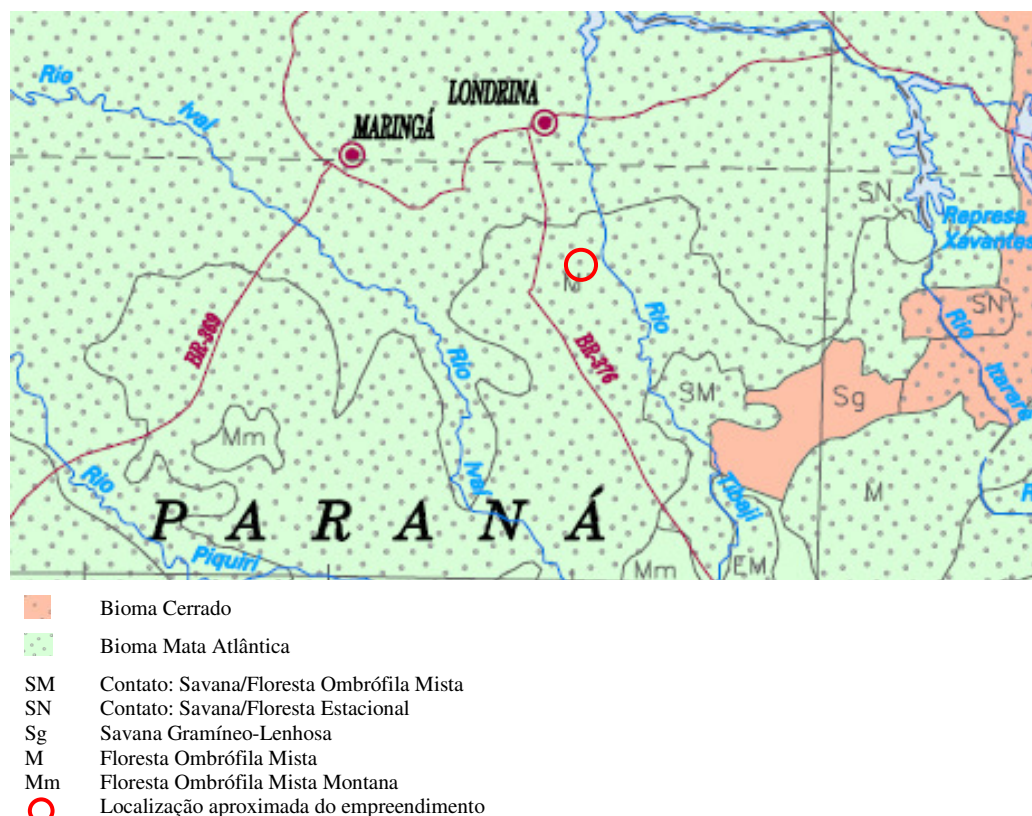 Rio
Ivaí
LONDRINA
MARINGÁ
SN
Represa
Xavantes
M
Rio
SN
Rio
BR-369
Rio
BR-376
SM
Sg
Itararé
Mm
Rio
Ivaí
Tibaji
M
R
P A R A N Á
Piquiri
Mm
EM
Bioma Cerrado
Bioma Mata Atlântica
SM Contato: Savana/Floresta Ombrófila Mista
SN Contato: Savana/Floresta Estacional
Sg Savana Gramíneo-Lenhosa
M Floresta Ombrófila Mista
Mm Floresta Ombrófila Mista Montana
Localização aproximada do empreendimento